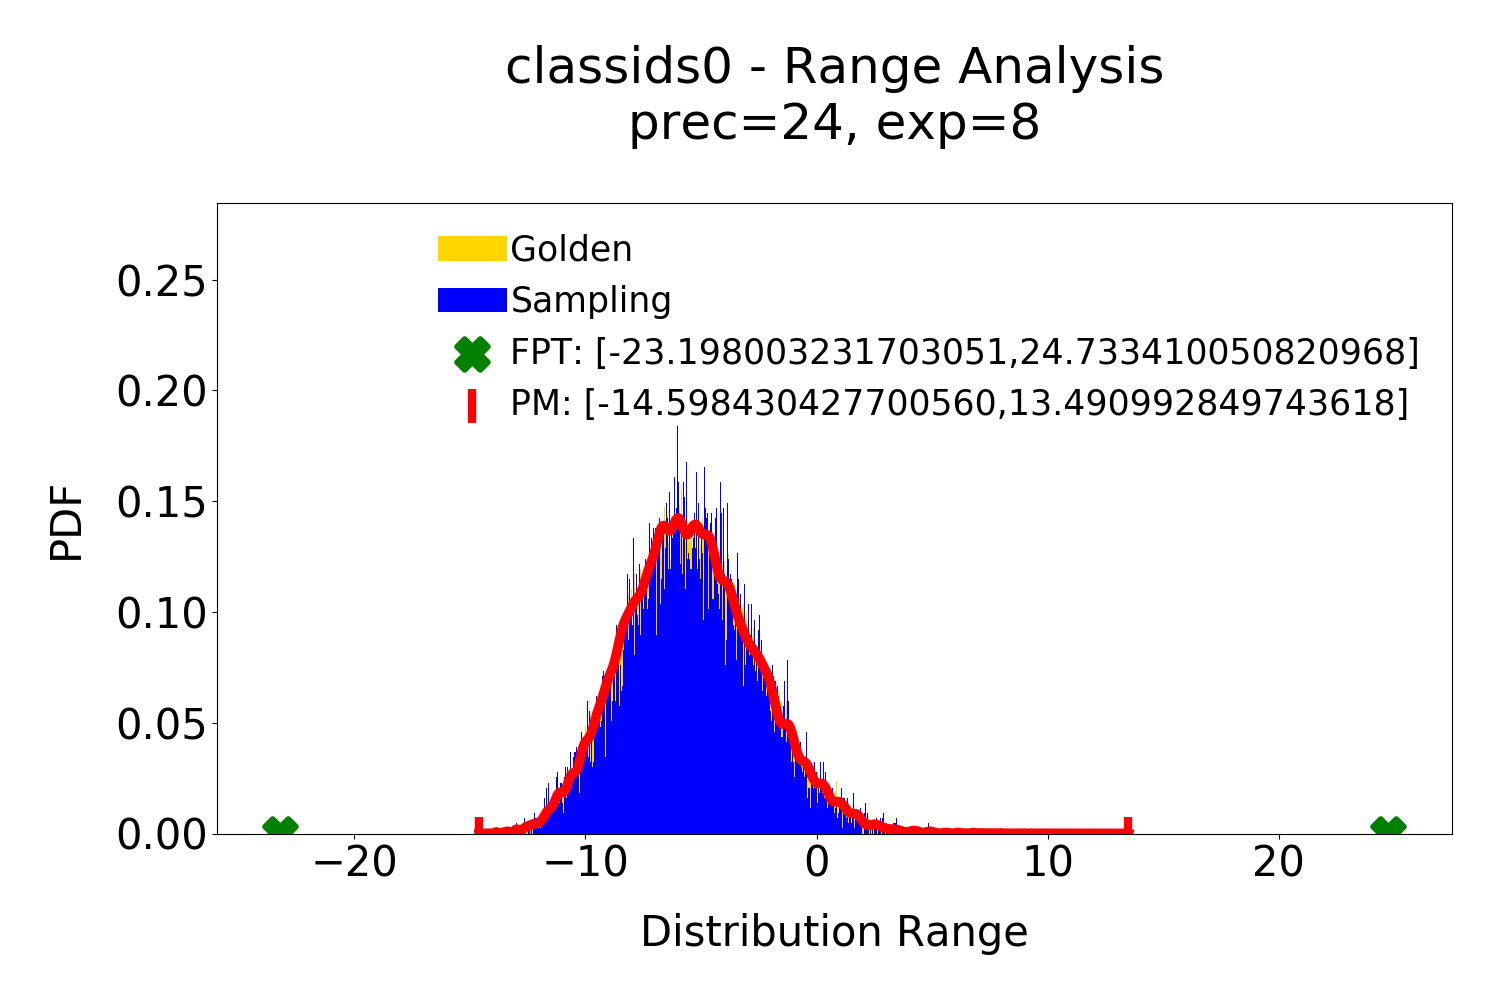 classids0 - Range Analysis
prec=24, exp=8
Golden
Sampling
FPT: [-23.198003231703051,24.733410050820968]
PM: [-14.598430427700560,13.490992849743618]
PDF
0.25
0.20
0.15
0.10
0.05
0.00
−20
−10
0
10
20
Distribution Range